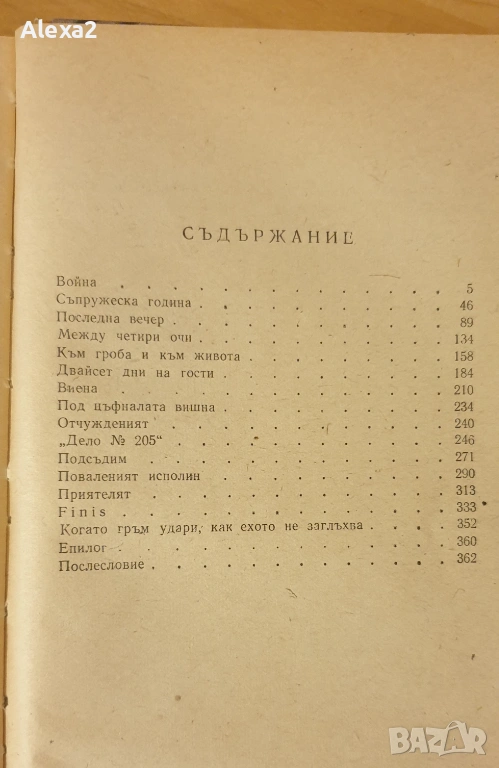 Alexa2
СЪДЪРЖАНИЕ
Война . . . . . . . . . . . . . . 5
Съпружеска година . . . . . . . . . . 46
Последна вечер . . . . . . . . . . . 89
Между четири очи . . . . . . . . . . 134
Към гроба и към живота . . . . . . . . 158
Двайсет дни на гости . . . . . . . . . 184
Виена . . . . . . . . . . . . . . 210
Под цъфналата вишна . . . . . . . . . 234
Отчужденият . . . . . . . . . . . . 240
„Дело № 205“ . . . . . . . . . . . . 246
Подсъдим . . . . . . . . . . . . . 271
Поваленият исполин . . . . . . . . . . 290
Приятелят . . . . . . . . . . . . . 313
Finis . . . . . . . . . . . . . . 333
Когато гръм удари, как ехото не заглъхва . . . . 352
Епилог . . . . . . . . . . . . . . 360
Послесловие . . . . . . . . . . . . 362
BAZAR